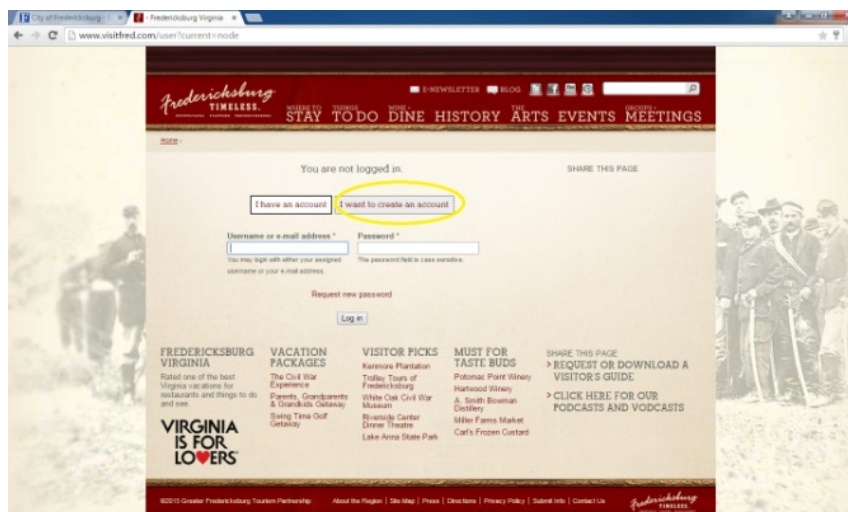 City of Fredericksburg -
- Fredericksburg Virginia
www.visitfred.com/user?current=node
Fredericksburg
TIMELESS.
E-NEWSLETTER BLOG
WHERE TO STAY
THINGS TO DO
WINE + DINE
HISTORY
THE ARTS
EVENTS
GROUPS + MEETINGS
Home ›
You are not logged in.
SHARE THIS PAGE
I have an account
I want to create an account
Username or e-mail address *
Password *
You may login with either your assigned
username or your e-mail address.
The password field is case sensitive.
Request new password
Log in
FREDERICKSBURG
VIRGINIA
Rated one of the best
Virginia vacations for
restaurants and things to do
and see.
VIRGINIA
IS FOR
LOVERS
VACATION
PACKAGES
The Civil War
Experience
Parents, Grandparents
& Grandkids Getaway
Swing Time Golf
Getaway
VISITOR PICKS
Kenmore Plantation
Trolley Tours of
Fredericksburg
White Oak Civil War
Museum
Riverside Center
Dinner Theatre
Lake Anna State Park
MUST FOR
TASTE BUDS
Potomac Point Winery
Hartwood Winery
A. Smith Bowman
Distillery
Miller Farms Market
Carl's Frozen Custard
SHARE THIS PAGE
REQUEST OR DOWNLOAD A
VISITOR'S GUIDE
CLICK HERE FOR OUR
PODCASTS AND VODCASTS
©2015 Greater Fredericksburg Tourism Partnership
About the Region | Site Map | Press | Directions | Privacy Policy | Submit Info | Contact Us
Fredericksburg
TIMELESS.